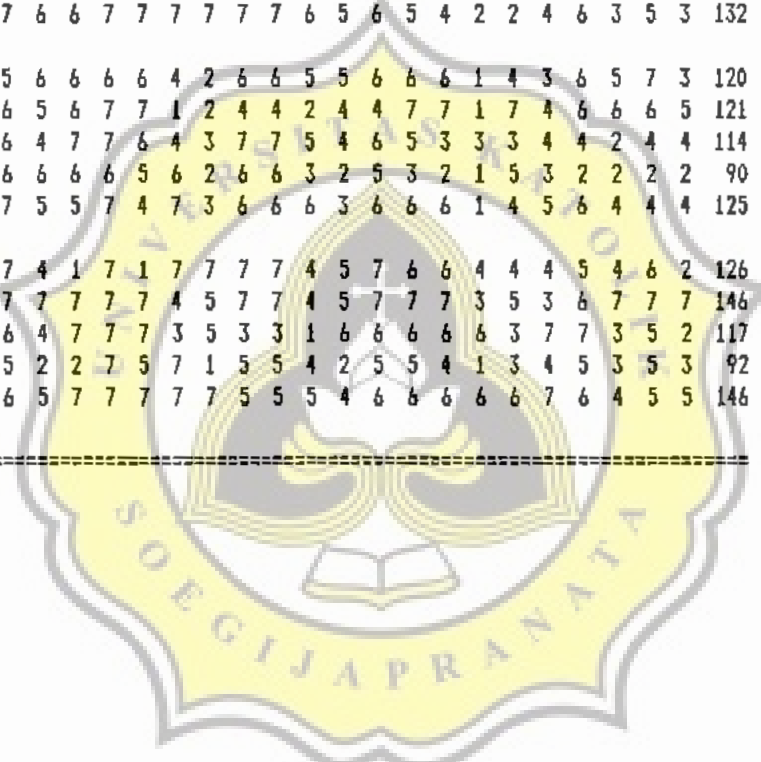 7 6 6 7 7 7 7 7 7 6 5 6 5 4 2 2 4 6 3 5 3 132
5 6 6 6 6 4 2 6 6 5 5 6 6 6 1 4 3 6 5 7 3 120
6 5 6 7 7 1 2 4 4 2 4 4 7 7 1 7 4 6 6 6 5 121
6 4 7 7 6 4 3 7 7 5 4 6 5 3 3 3 4 4 2 4 4 114
6 6 6 6 5 6 2 6 6 3 2 5 3 2 1 5 3 2 2 2 2 90
7 5 5 7 4 7 3 6 6 6 3 6 6 6 1 4 5 6 4 4 4 125
7 4 1 7 1 7 7 7 7 4 5 7 6 6 4 4 4 5 4 6 2 126
7 7 7 7 7 4 5 7 7 4 5 7 7 7 3 5 3 6 7 7 7 146
6 4 7 7 7 3 5 3 3 1 6 6 6 6 6 3 7 7 3 5 2 117
5 2 2 7 5 7 1 5 5 4 2 5 5 4 1 3 4 5 3 5 3 92
6 5 7 7 7 7 7 5 5 5 4 6 6 6 6 6 7 6 4 5 5 146
UNIVERSITAS KATOLIK
SOEGIJAPRANATA